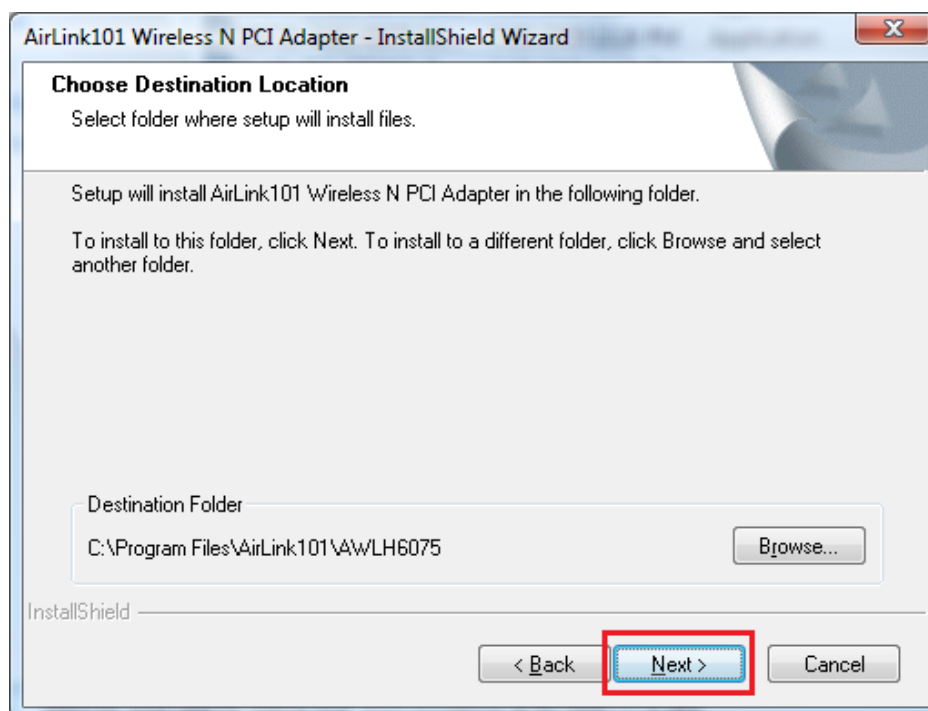 AirLink101 Wireless N PCI Adapter - InstallShield Wizard
Choose Destination Location
Select folder where setup will install files.
Setup will install AirLink101 Wireless N PCI Adapter in the following folder.
To install to this folder, click Next. To install to a different folder, click Browse and select
another folder.
Destination Folder
C:\Program Files\AirLink101\AWLH6075
Browse...
InstallShield
< Back
Next >
Cancel